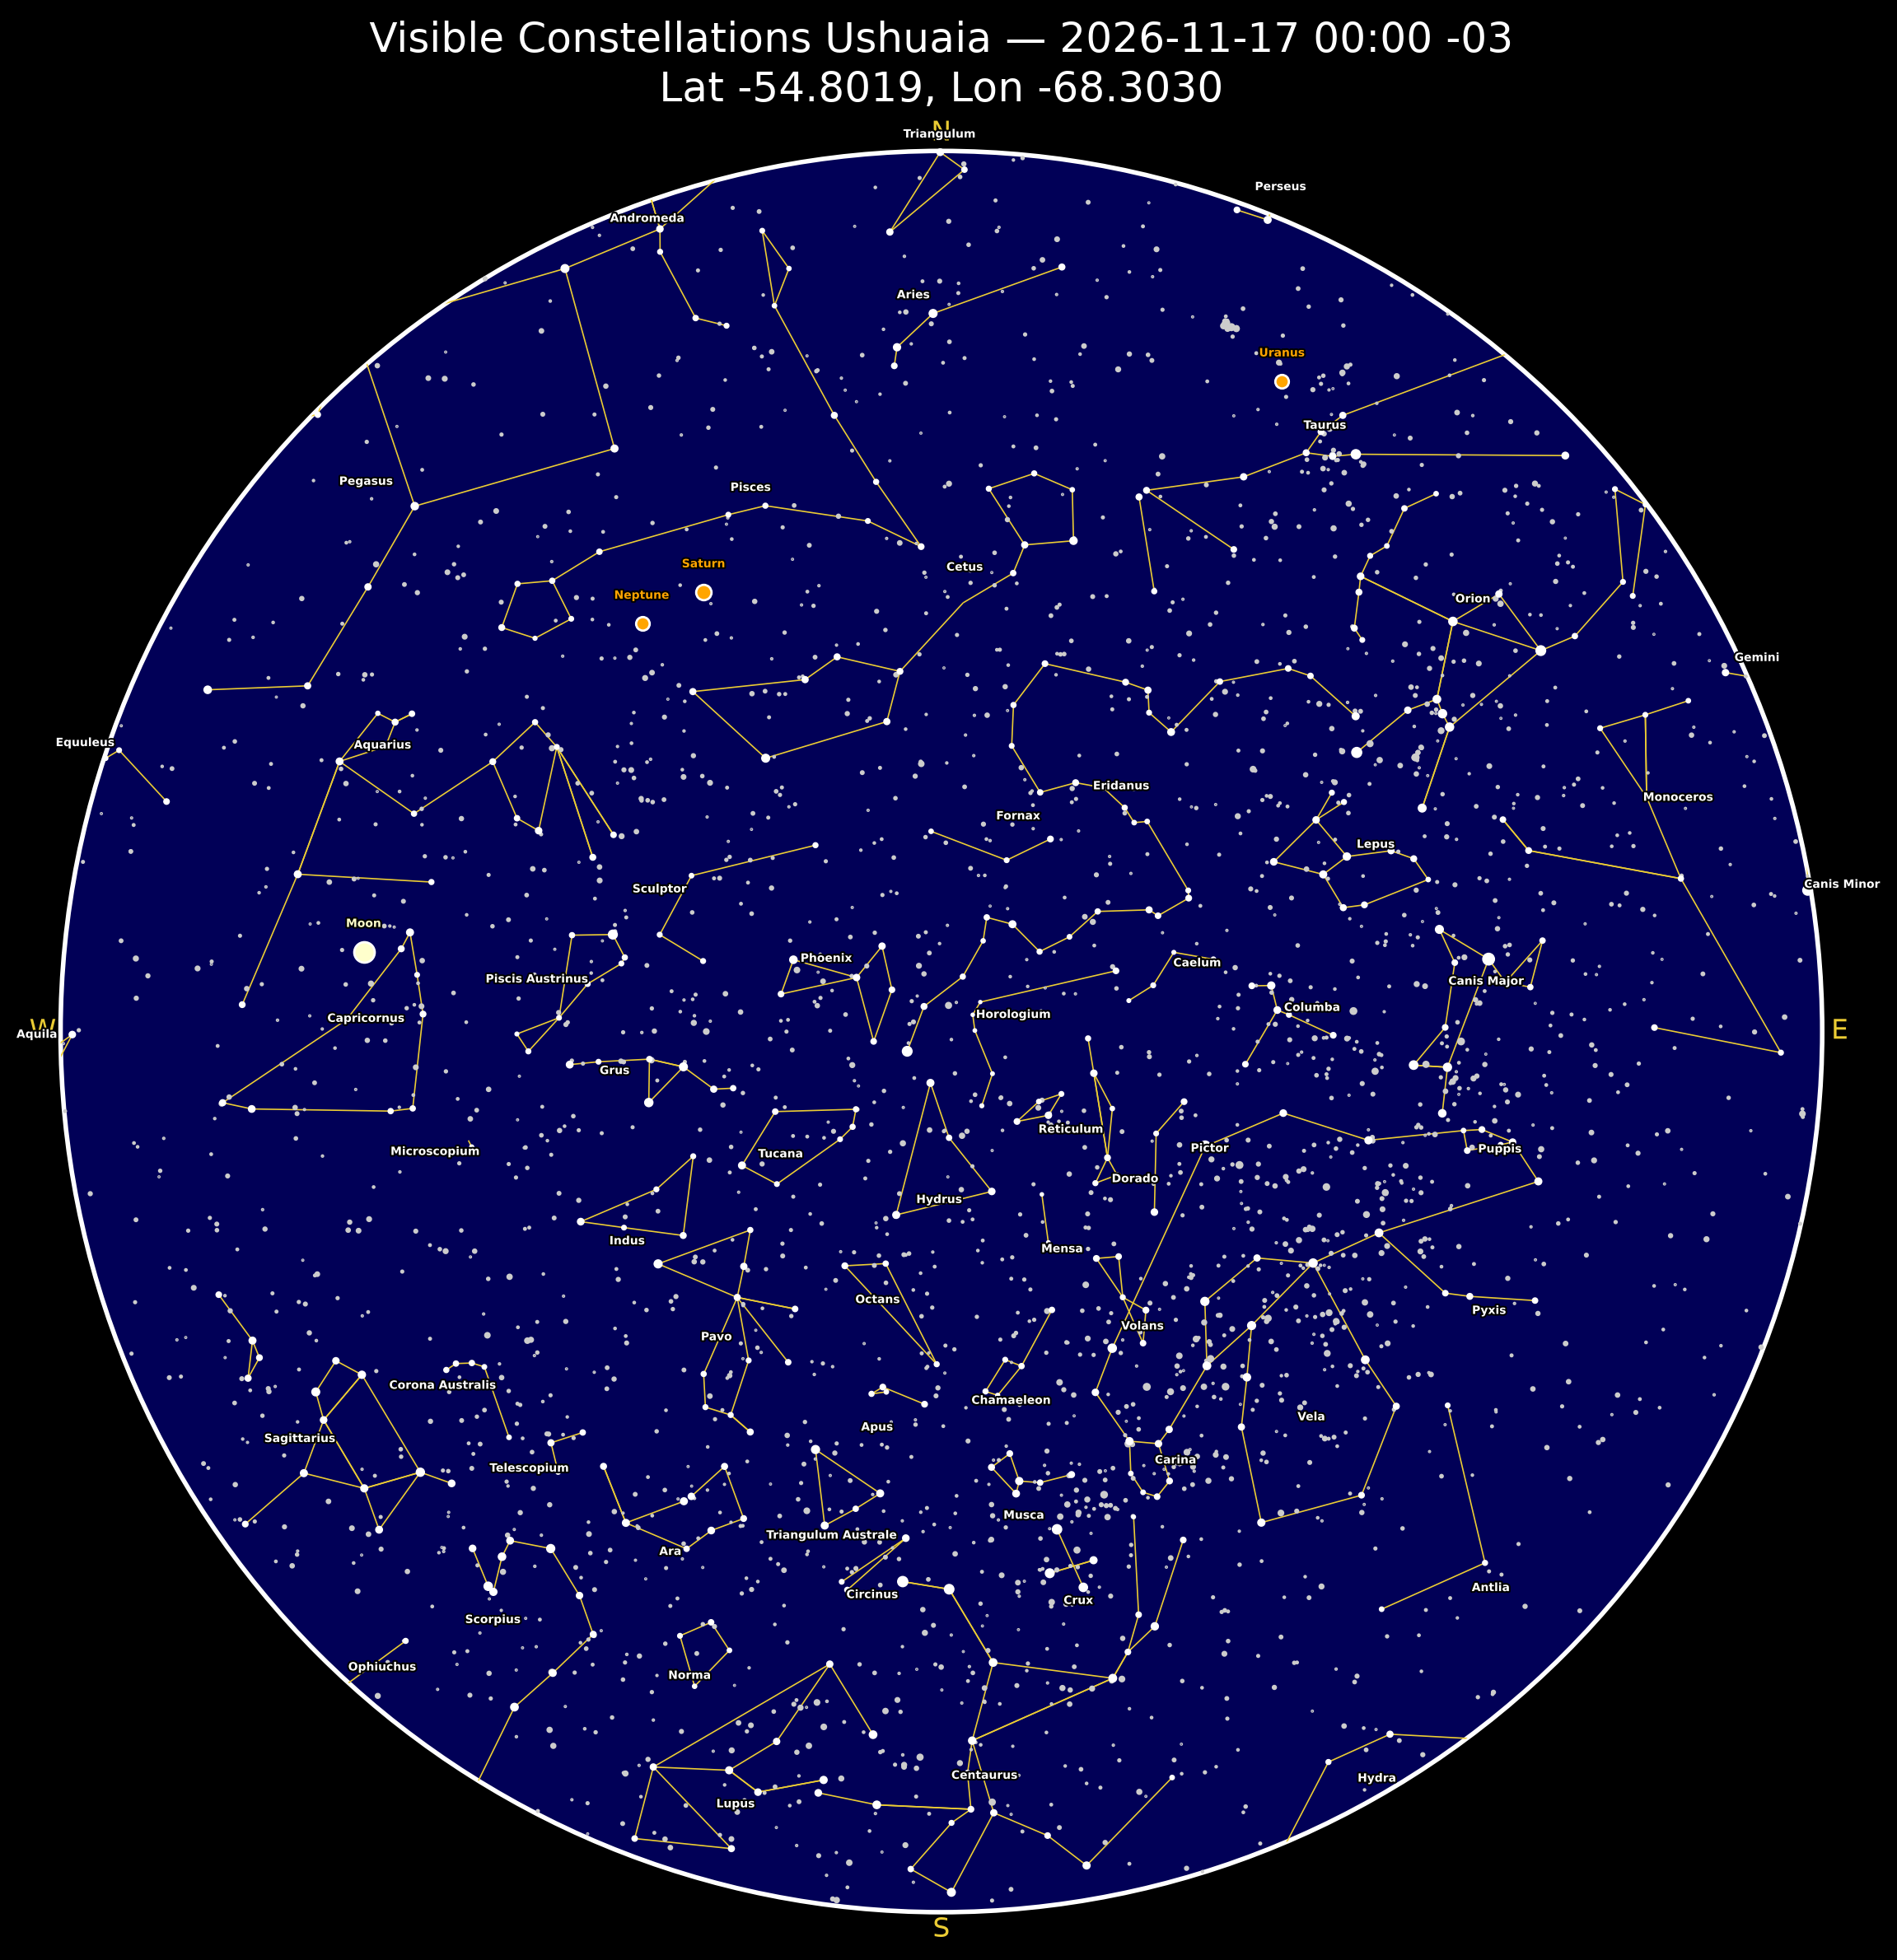 Visible Constellations Ushuaia — 2026-11-17 00:00 -03
Lat -54.8019, Lon -68.3030
N
Triangulum
Perseus
Andromeda
Aries
Uranus
Taurus
Pegasus
Pisces
Cetus
Saturn
Neptune
Orion
Gemini
Equuleus
Aquarius
Eridanus
Monoceros
Fornax
Lepus
Sculptor
Canis Minor
Moon
Phoenix
Caelum
Piscis Austrinus
Canis Major
Columba
Capricornus
Horologium
W
Aquila
E
Grus
Reticulum
Pictor
Puppis
Microscopium
Tucana
Dorado
Hydrus
Indus
Mensa
Octans
Pyxis
Volans
Pavo
Corona Australis
Chamaeleon
Vela
Apus
Sagittarius
Carina
Telescopium
Musca
Triangulum Australe
Ara
Antlia
Circinus
Crux
Scorpius
Ophiuchus
Norma
Centaurus
Hydra
Lupus
S